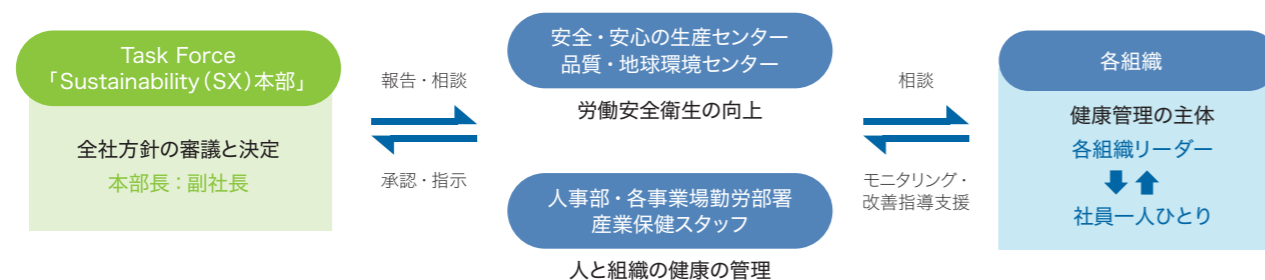 Task Force
「Sustainability(SX)本部」
全社方針の審議と決定
本部長：副社長
報告・相談
承認・指示
安全・安心の生産センター
品質・地球環境センター
労働安全衛生の向上
人事部・各事業場勤労部署
産業保健スタッフ
人と組織の健康の管理
相談
モニタリング・
改善指導支援
各組織
健康管理の主体
各組織リーダー
社員一人ひとり